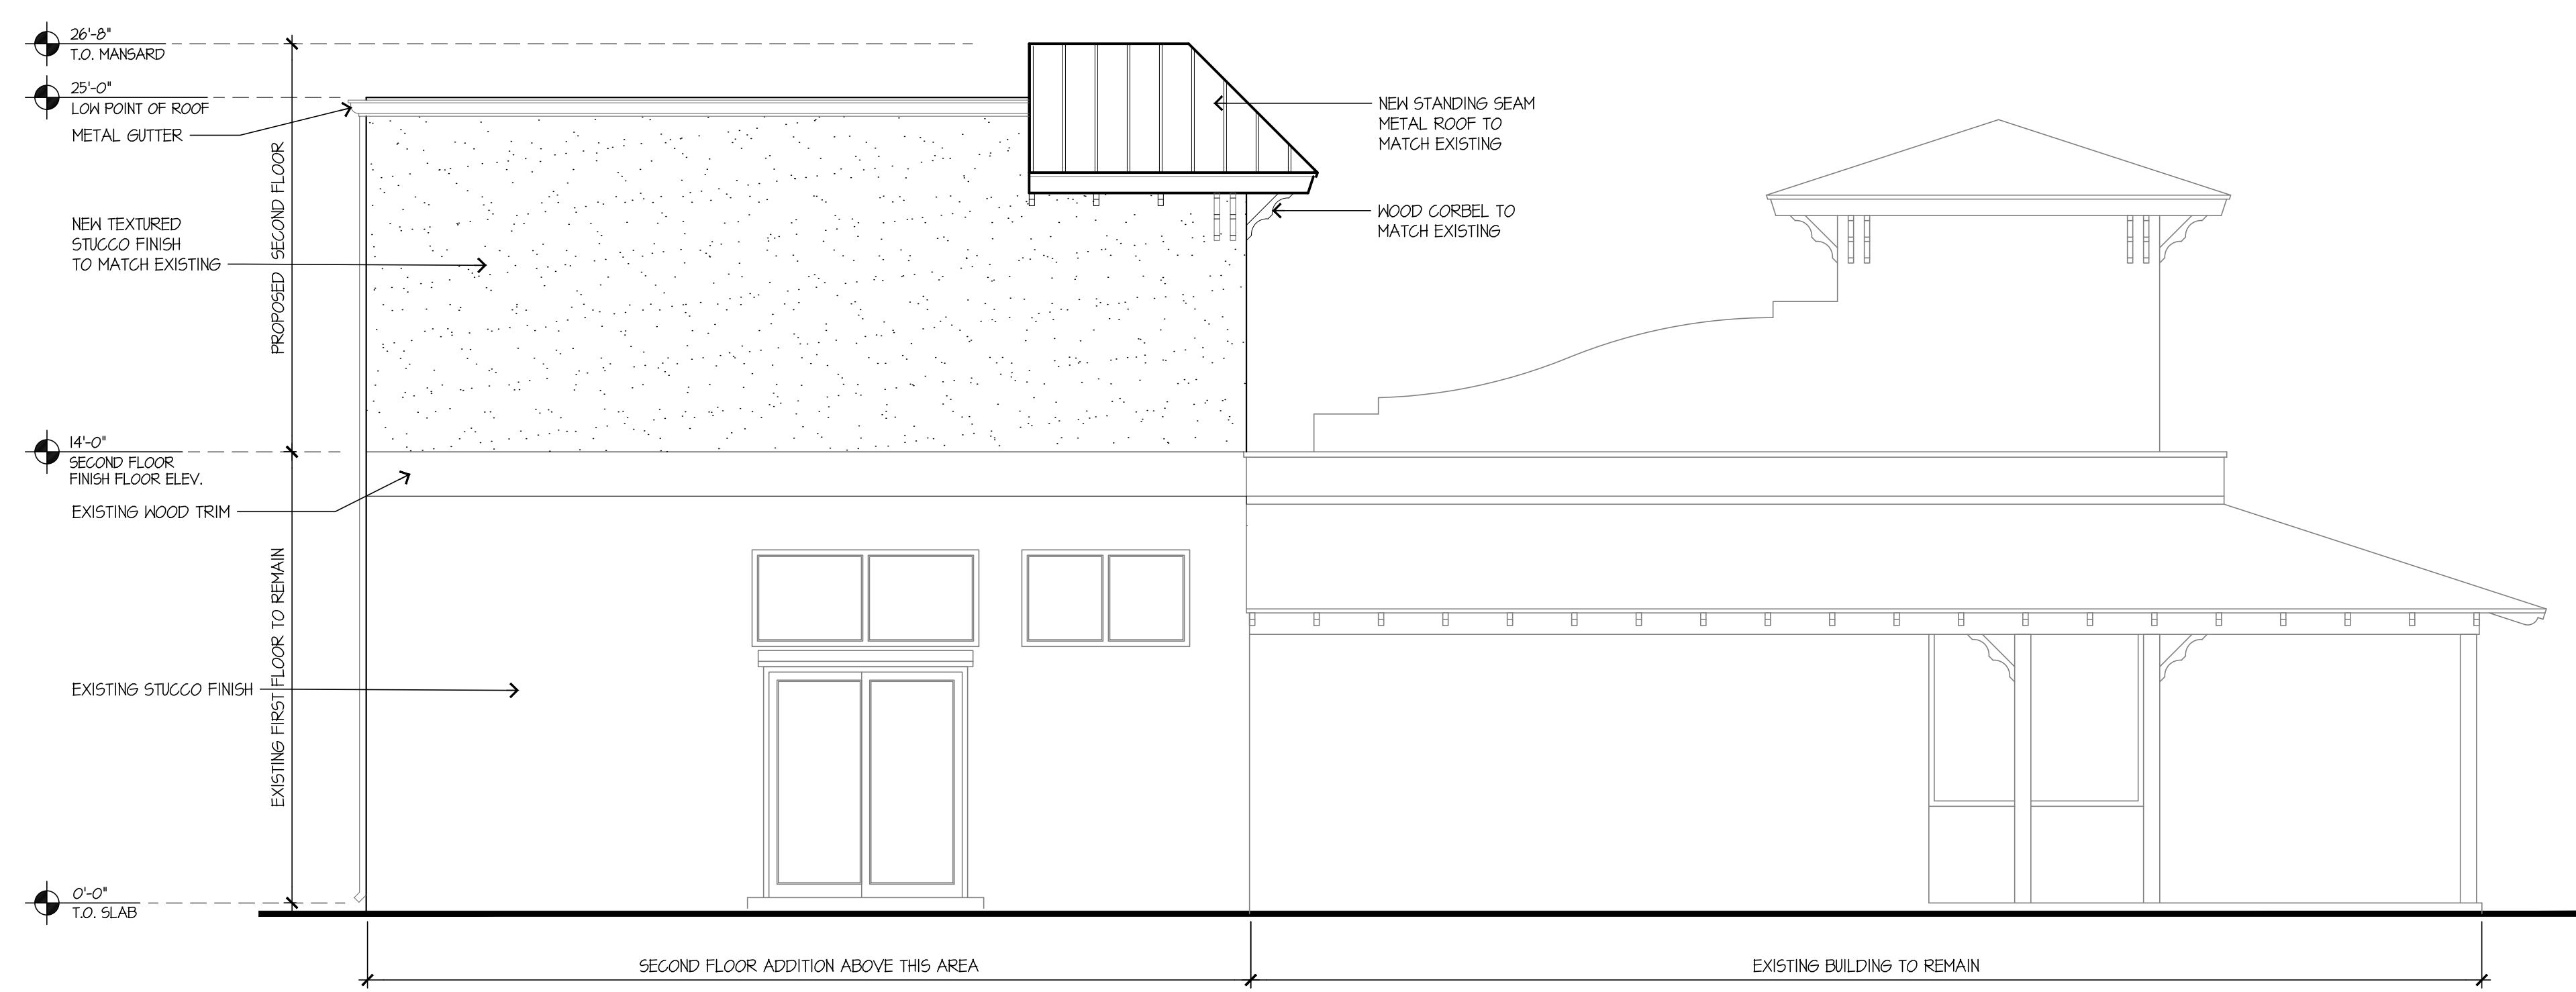 26'-8"
T.O. MANSARD
25'-0"
LOW POINT OF ROOF
METAL GUTTER
NEW TEXTURED
STUCCO FINISH
TO MATCH EXISTING
PROPOSED SECOND FLOOR
NEW STANDING SEAM
METAL ROOF TO
MATCH EXISTING
WOOD CORBEL TO
MATCH EXISTING
14'-0"
SECOND FLOOR
FINISH FLOOR ELEV.
EXISTING WOOD TRIM
EXISTING FIRST FLOOR TO REMAIN
EXISTING STUCCO FINISH
0'-0"
T.O. SLAB
SECOND FLOOR ADDITION ABOVE THIS AREA
EXISTING BUILDING TO REMAIN